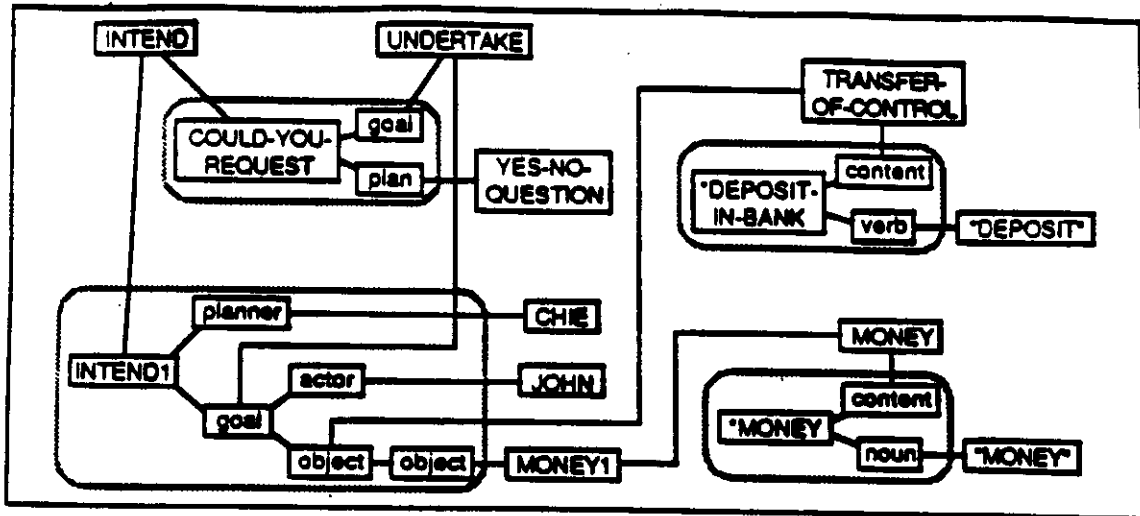 INTEND
UNDERTAKE
TRANSFER-
OF-CONTROL
goal
COULD-YOU-
REQUEST
plan
YES-NO-
QUESTION
content
*DEPOSIT-
IN-BANK
verb
"DEPOSIT"
planner
CHIE
INTEND1
actor
JOHN
goal
object
object
MONEY1
MONEY
content
*MONEY
noun
"MONEY"